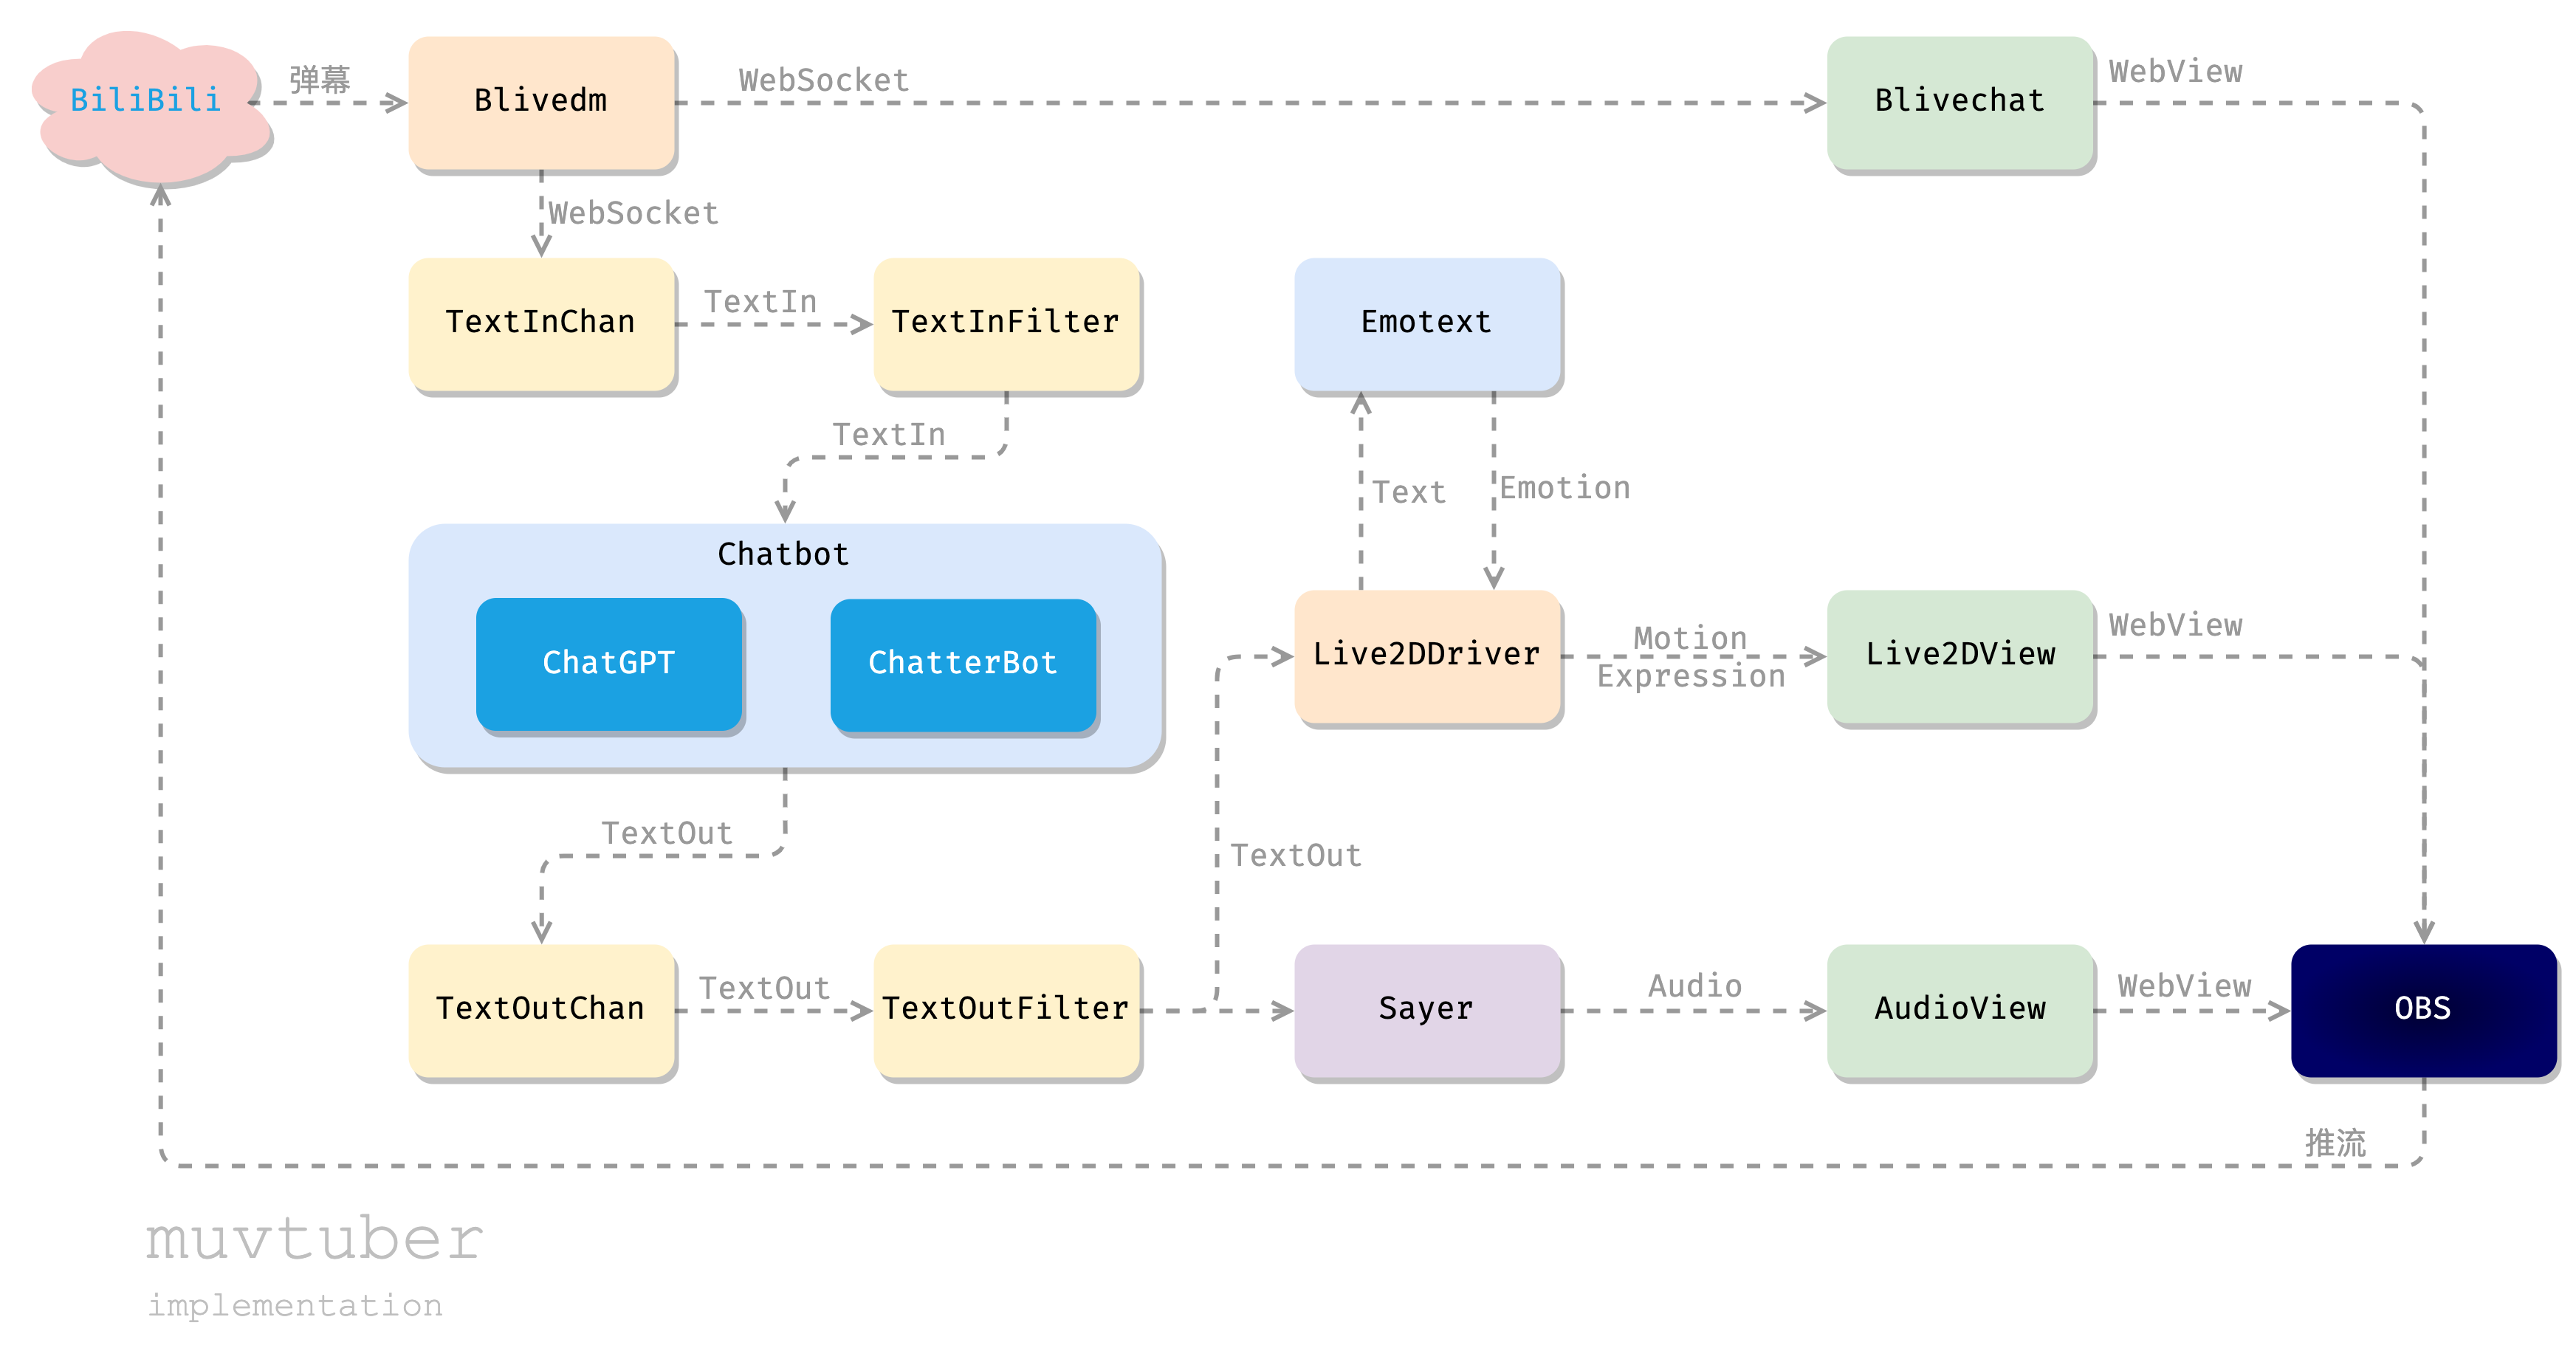 BiliBili
弹幕
Blivedm
WebSocket
Blivechat
WebView
WebSocket
TextInChan
TextIn
TextInFilter
Emotext
TextIn
Text
Emotion
Chatbot
ChatGPT
ChatterBot
Live2DDriver
Motion
Expression
Live2DView
WebView
TextOut
TextOut
TextOutChan
TextOut
TextOutFilter
Sayer
Audio
AudioView
WebView
OBS
推流
muvtuber
implementation